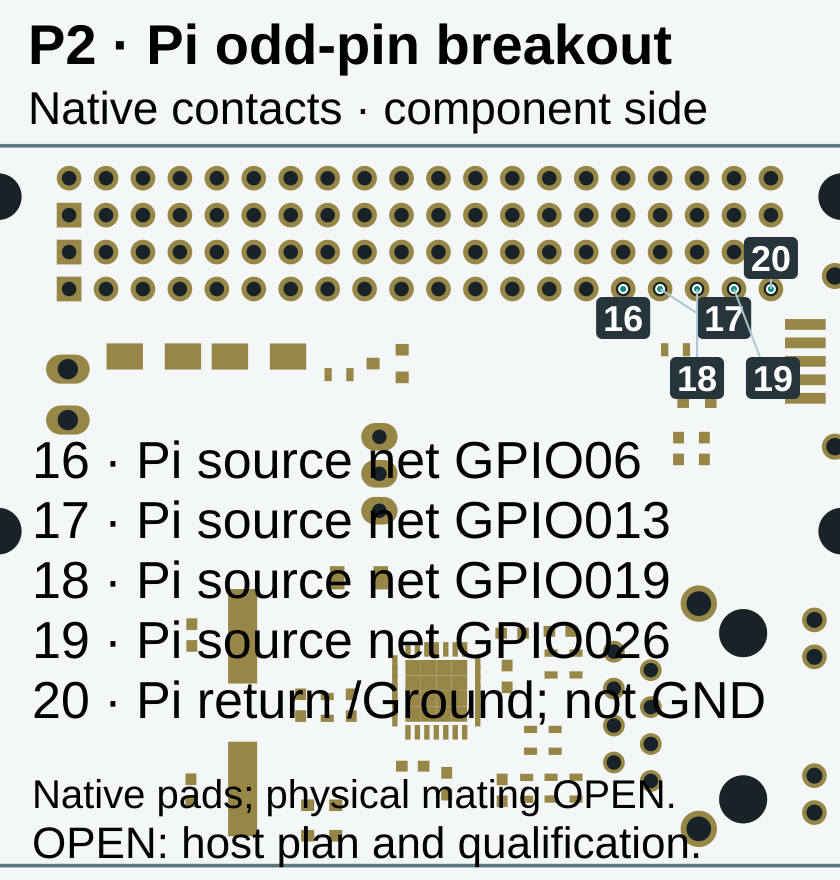 P2 · Pi odd-pin breakout
Native contacts · component side
20
16
17
18
19
16 · Pi source net GPIO06
17 · Pi source net GPIO013
18 · Pi source net GPIO019
19 · Pi source net GPIO026
20 · Pi return /Ground; not GND
Native pads; physical mating OPEN.
OPEN: host plan and qualification.